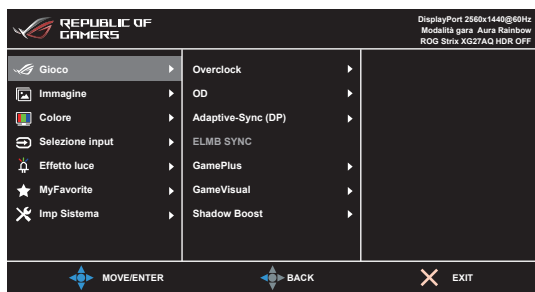 REPUBLIC OF
GAMERS
DisplayPort 2560x1440@60Hz
Modalità gara Aura Rainbow
ROG Strix XG27AQ HDR OFF
Gioco
Immagine
Colore
Selezione input
Effetto luce
MyFavorite
Imp Sistema
Overclock
OD
Adaptive-Sync (DP)
ELMB SYNC
GamePlus
GameVisual
Shadow Boost
MOVE/ENTER
BACK
EXIT